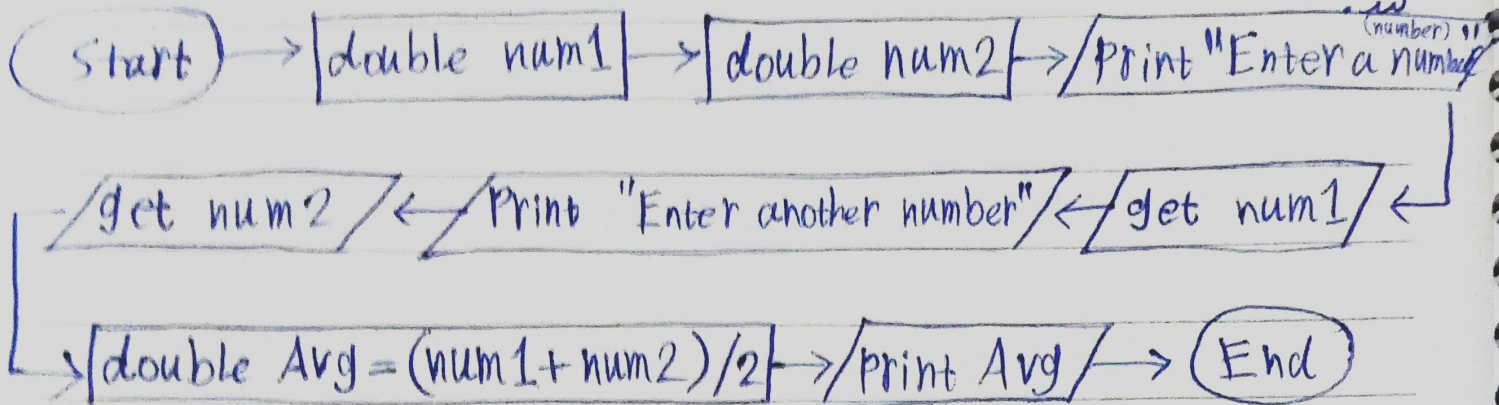 Start double num1 double num2 Print "Enter a number (number)"
get num2 Print "Enter another number" get num1
double Avg = (num1 + num2)/2 print Avg End